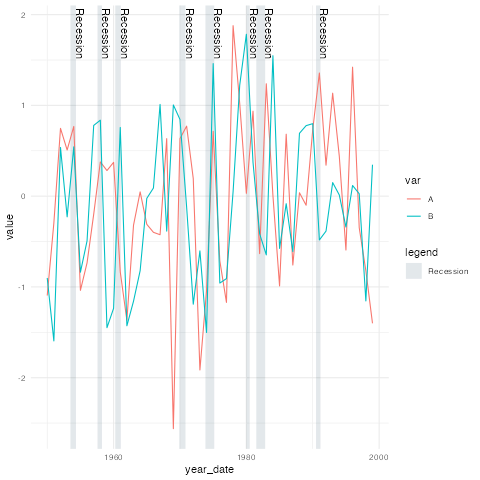 Recession
Recession
Recession
Recession
Recession
Recession
Recession
Recession
2
1
0
-1
-2
value
1960
1980
2000
year_date
var
A
B
legend
Recession